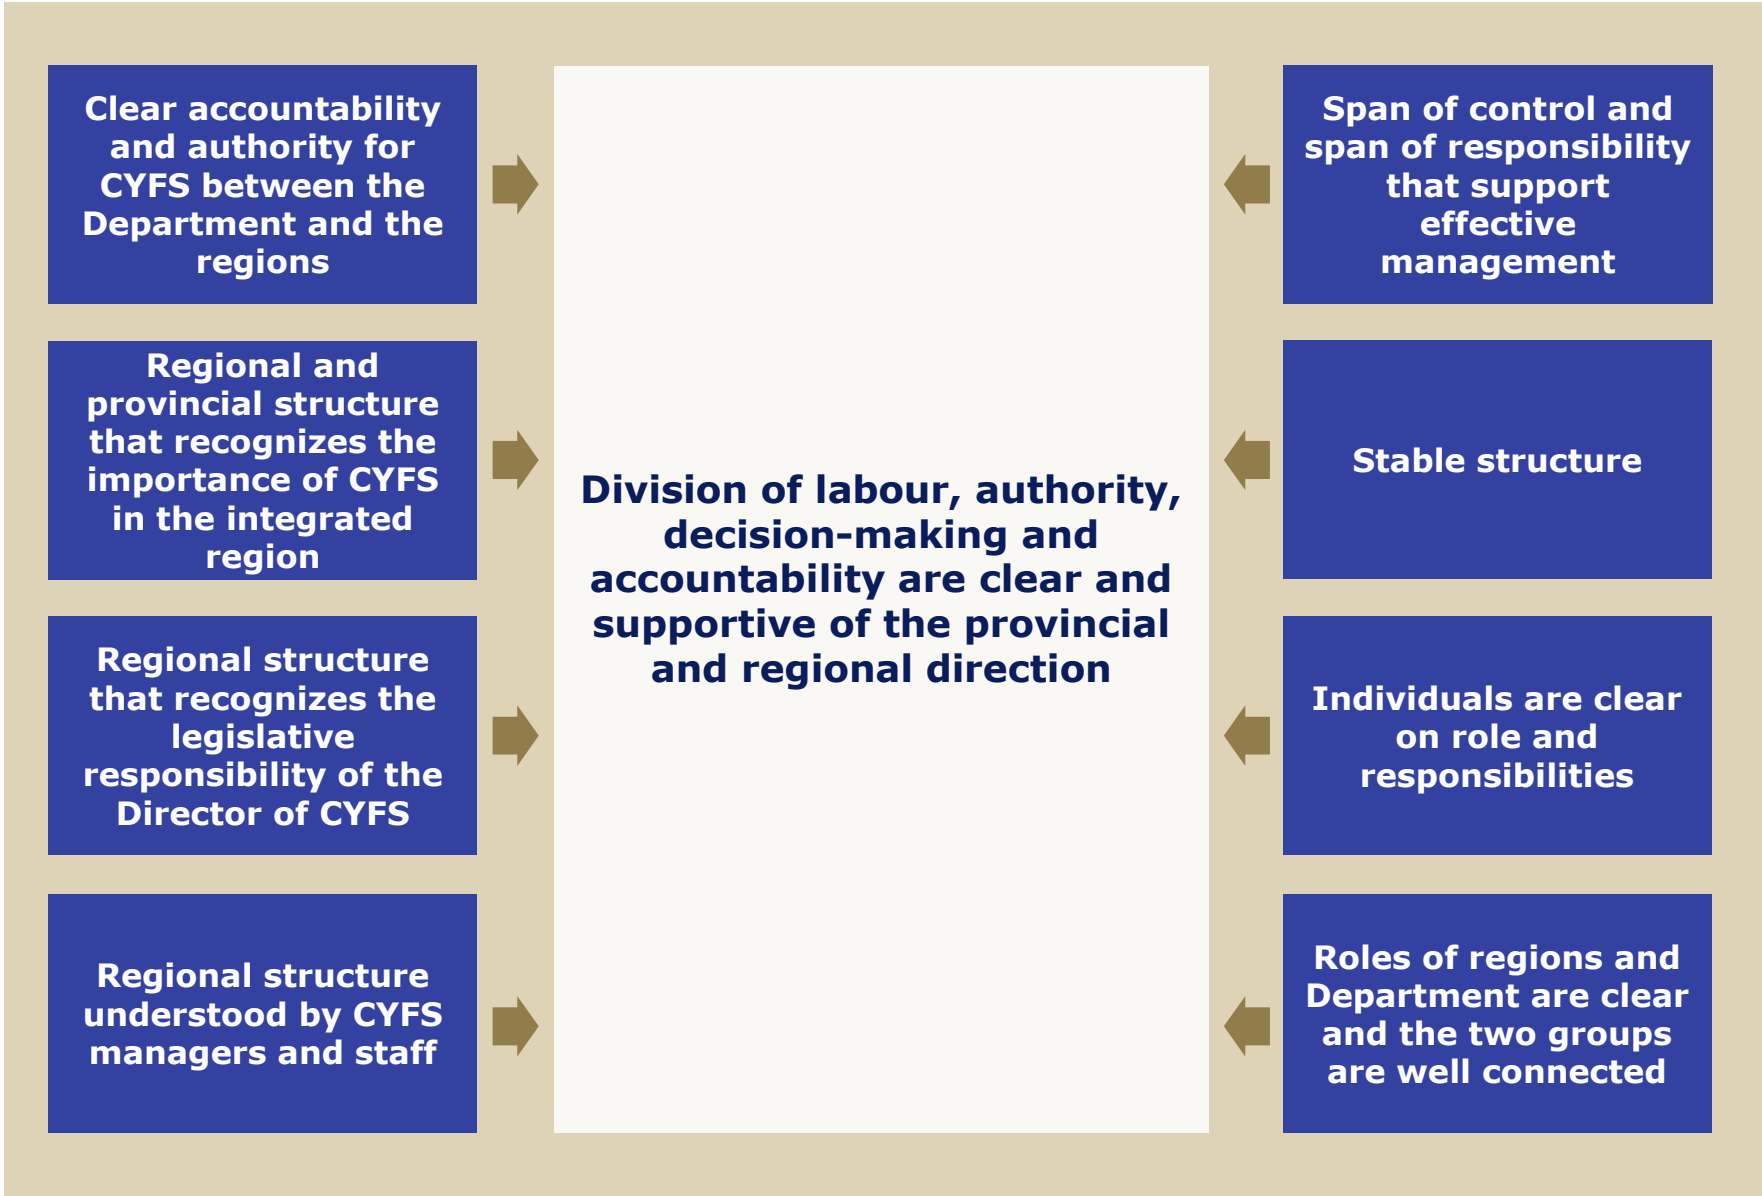 Clear accountability
and authority for
CYFS between the
Department and the
regions
Regional and
provincial structure
that recognizes the
importance of CYFS
in the integrated
region
Regional structure
that recognizes the
legislative
responsibility of the
Director of CYFS
Regional structure
understood by CYFS
managers and staff
Division of labour, authority,
decision-making and
accountability are clear and
supportive of the provincial
and regional direction
Span of control and
span of responsibility
that support
effective
management
Stable structure
Individuals are clear
on role and
responsibilities
Roles of regions and
Department are clear
and the two groups
are well connected